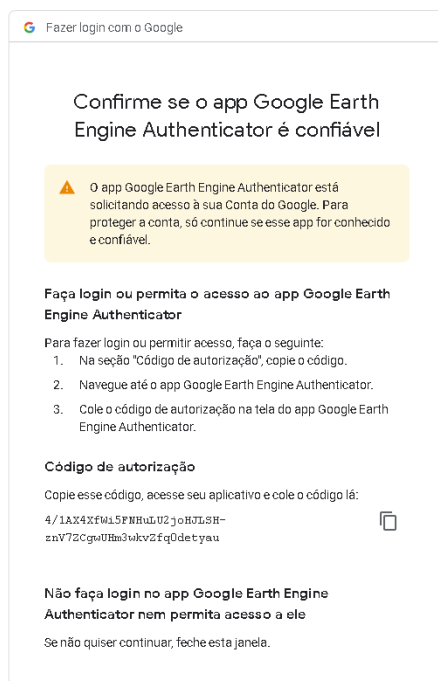 Fazer login com o Google
Confirme se o app Google Earth
Engine Authenticator é confiável
O app Google Earth Engine Authenticator está
solicitando acesso à sua Conta do Google. Para
proteger a conta, só continue se esse app for conhecido
e confiável.
Faça login ou permita o acesso ao app Google Earth
Engine Authenticator
Para fazer login ou permitir acesso, faça o seguinte:
1. Na seção "Código de autorização", copie o código.
2. Navegue até o app Google Earth Engine Authenticator.
3. Cole o código de autorização na tela do app Google Earth
Engine Authenticator.
Código de autorização
Copie esse código, acesse seu aplicativo e cole o código lá:
4/1AX4XfWi5FNHuLU2joHJLSH-
znV7ZCgwUHm3wkvZfqOdetyau
Não faça login no app Google Earth Engine
Authenticator nem permita acesso a ele
Se não quiser continuar, feche esta janela.